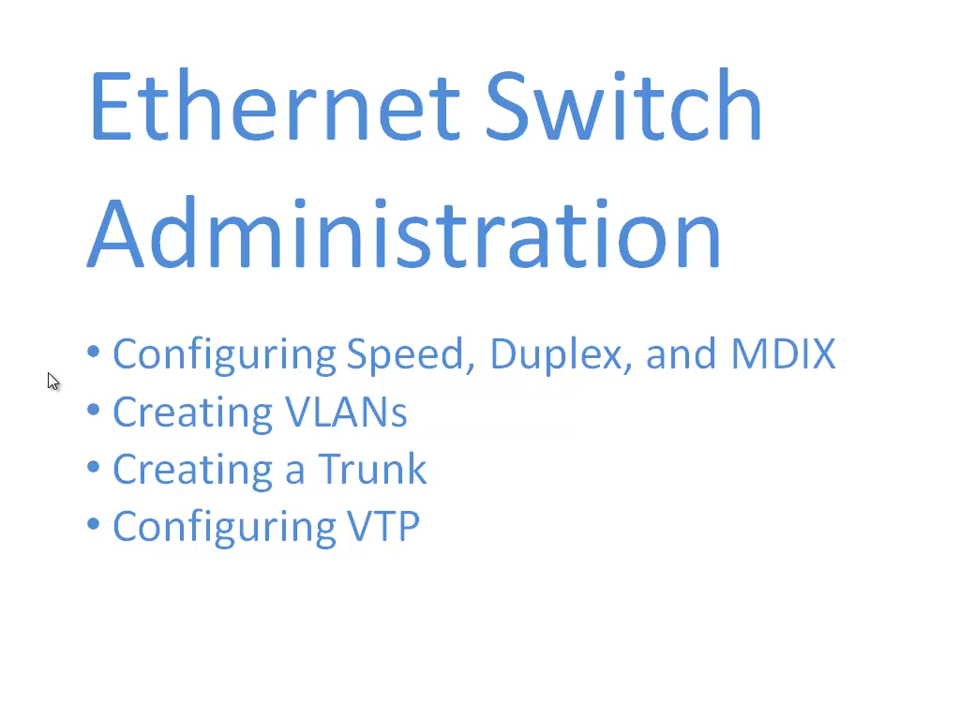 Ethernet Switch
Administration
• Configuring Speed, Duplex, and MDIX
• Creating VLANs
• Creating a Trunk
• Configuring VTP